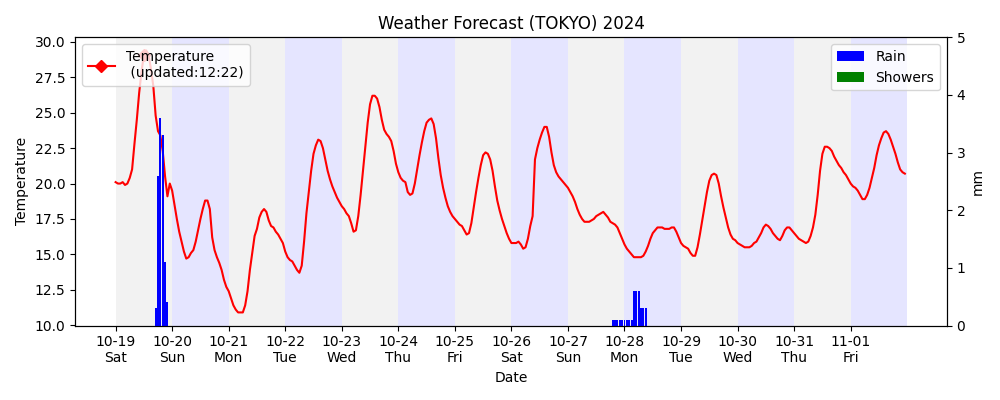 Weather Forecast (TOKYO) 2024
Temperature
(updated:12:22)
Rain
Showers
30.0
27.5
25.0
22.5
20.0
17.5
15.0
12.5
10.0
Temperature
5
4
3
2
1
0
mm
10-19 10-20 10-21 10-22 10-23 10-24 10-25 10-26 10-27 10-28 10-29 10-30 10-31 11-01
Sat Sun Mon Tue Wed Thu Fri Sat Sun Mon Tue Wed Thu Fri
Date